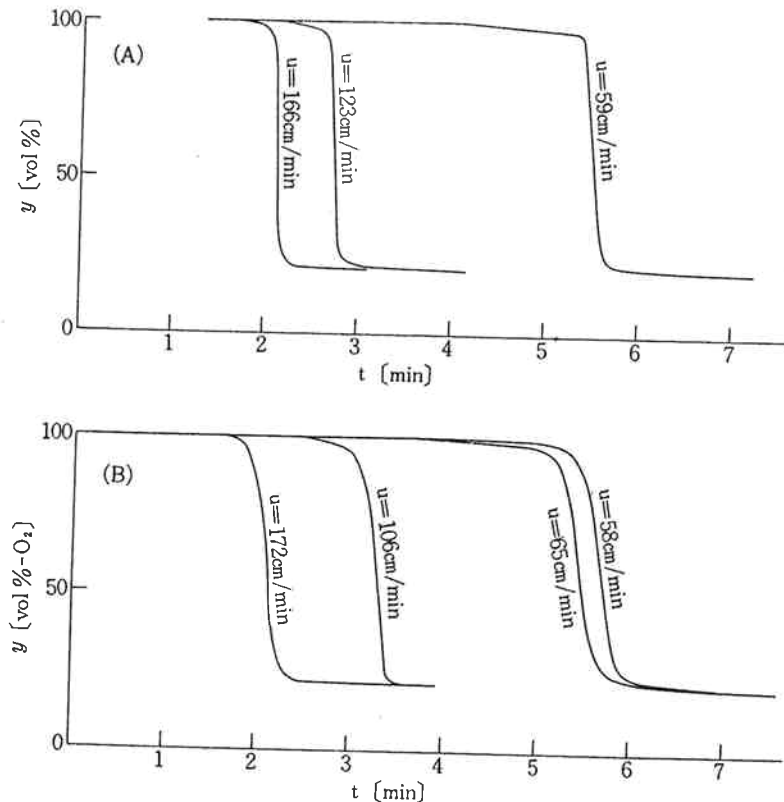 100
(A)
u=166cm/min
u=123cm/min
u=59cm/min
50
y [vol %]
0
1 2 3 4 5 6 7
t [min]
100
(B)
u=172cm/min
u=106cm/min
u=65cm/min
u=58cm/min
50
y [vol %-O₂]
0
1 2 3 4 5 6 7
t [min]